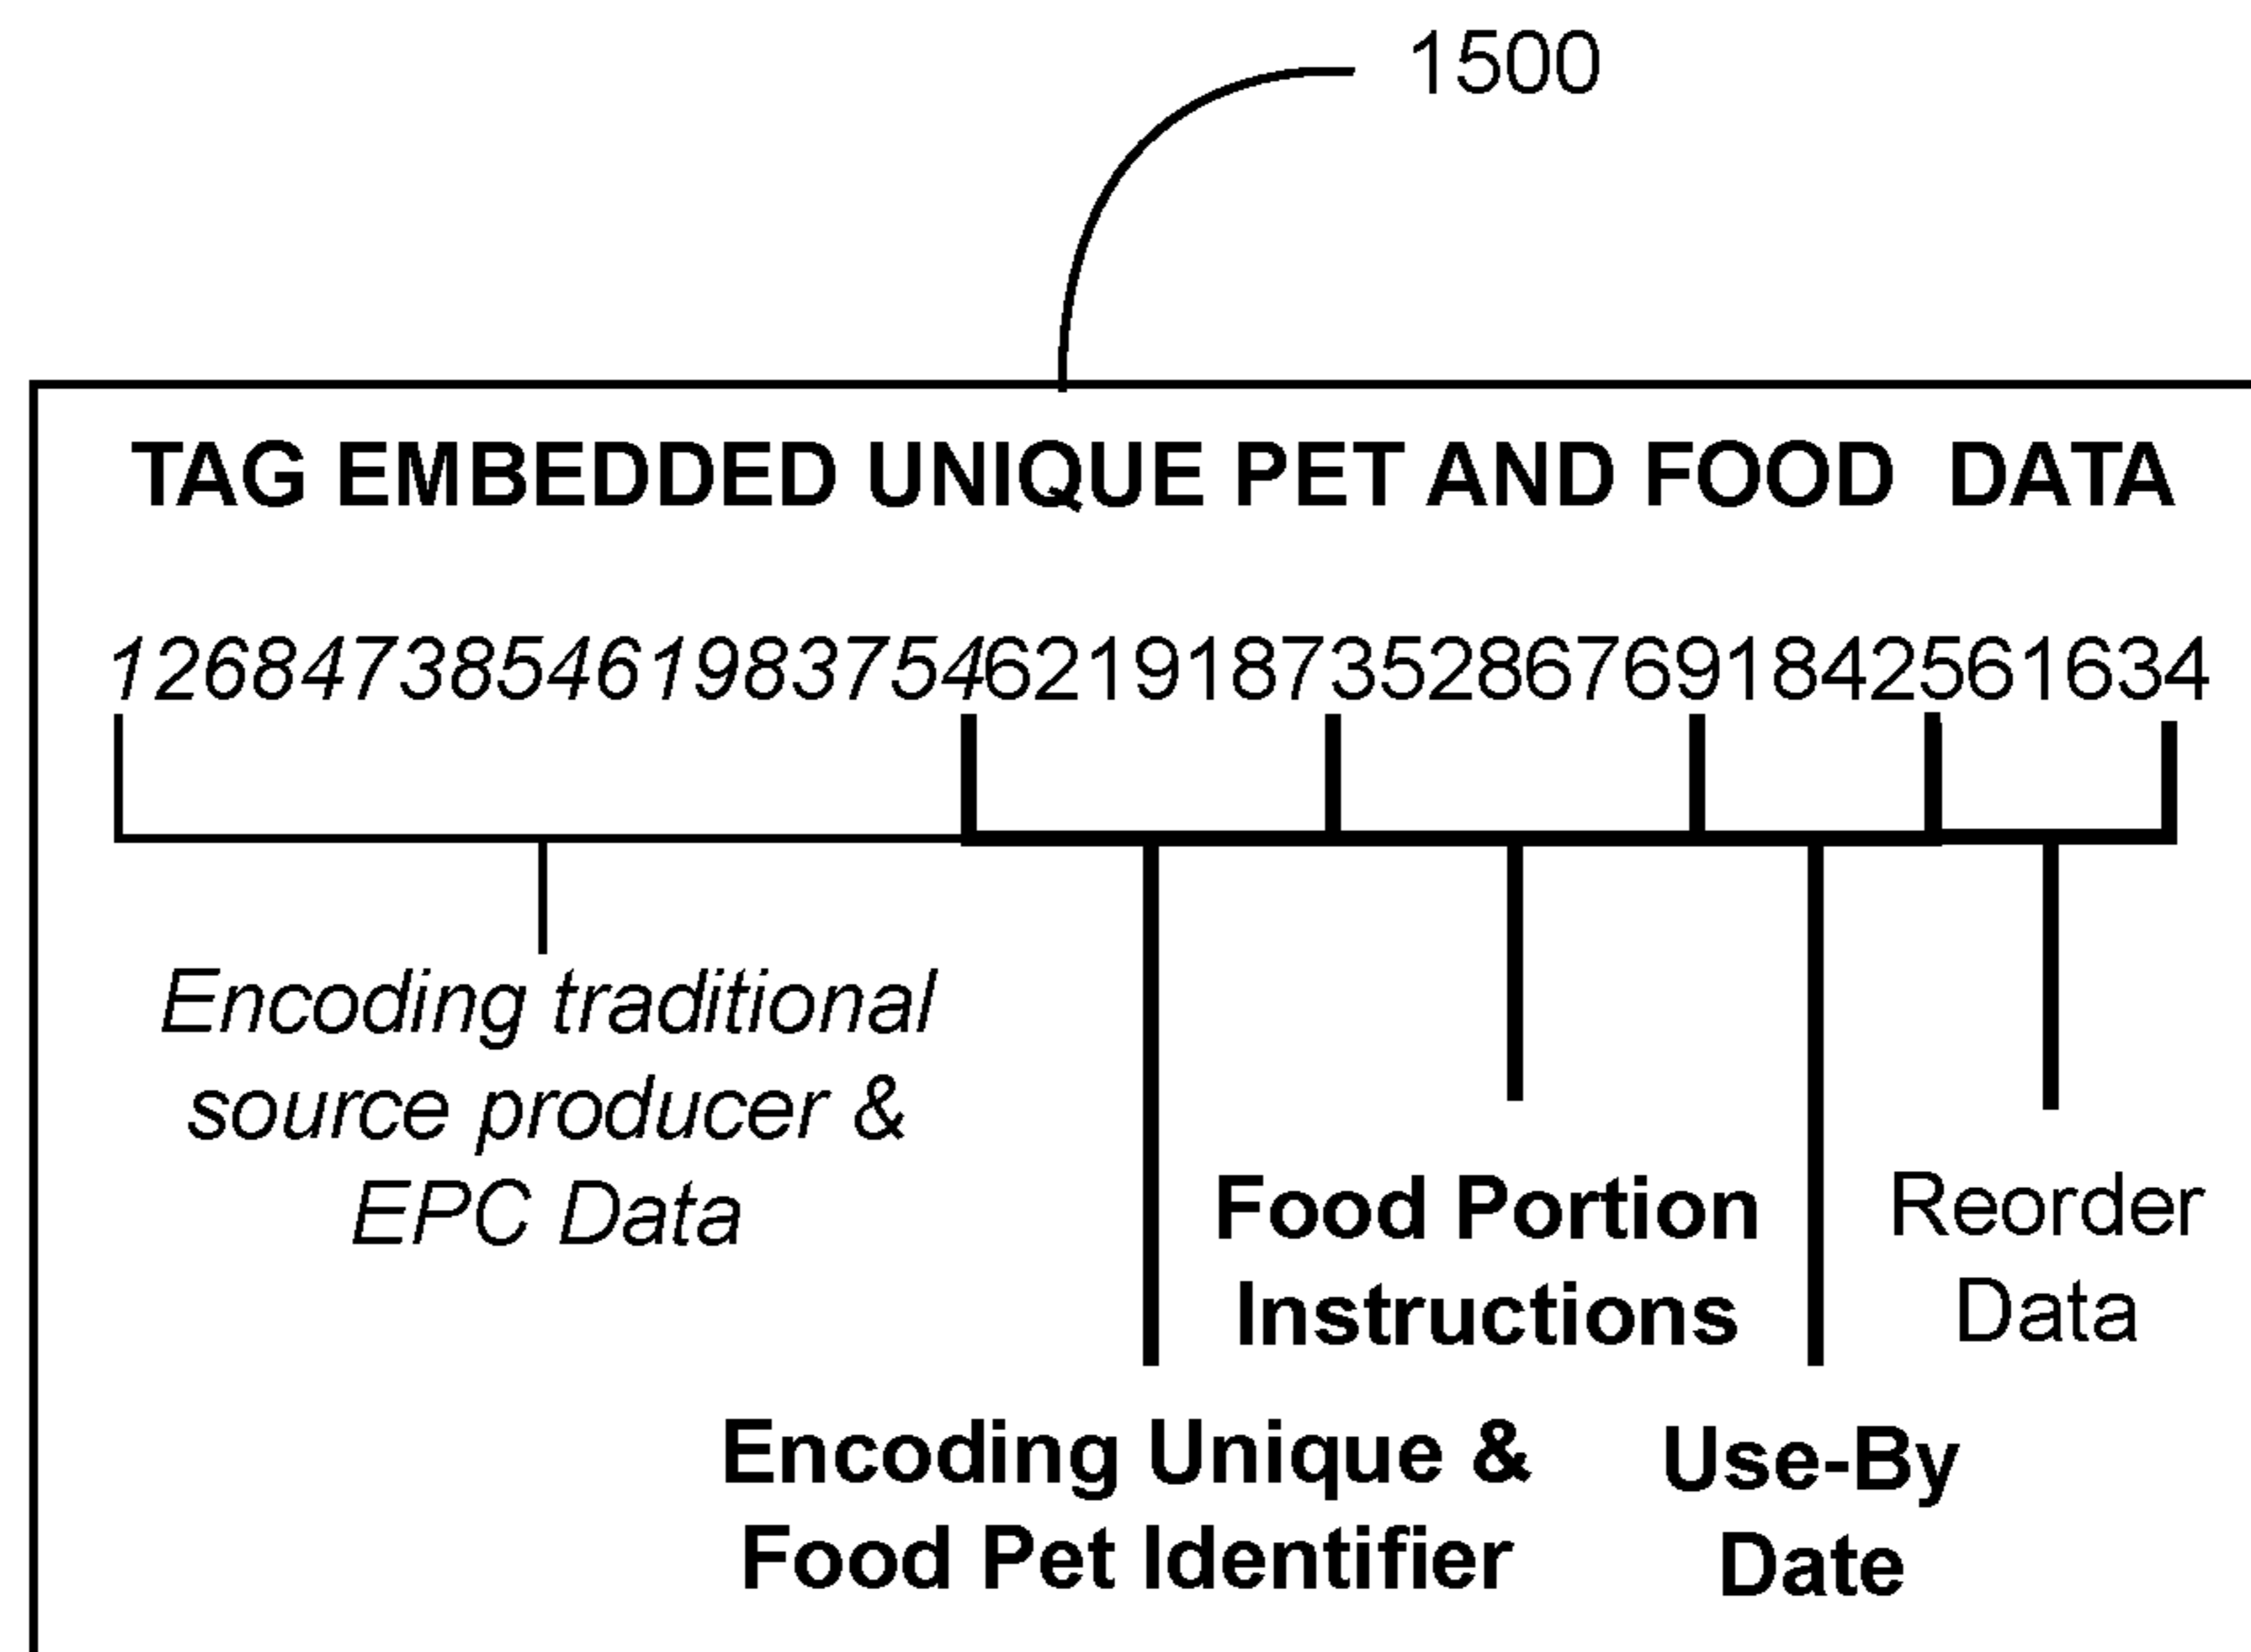 1500
TAG EMBEDDED UNIQUE PET AND FOOD DATA
1268473854619837546219187352867691842561634
Encoding traditional
source producer &
EPC Data
Food Portion
Instructions
Reorder
Data
Encoding Unique &
Food Pet Identifier
Use-By
Date